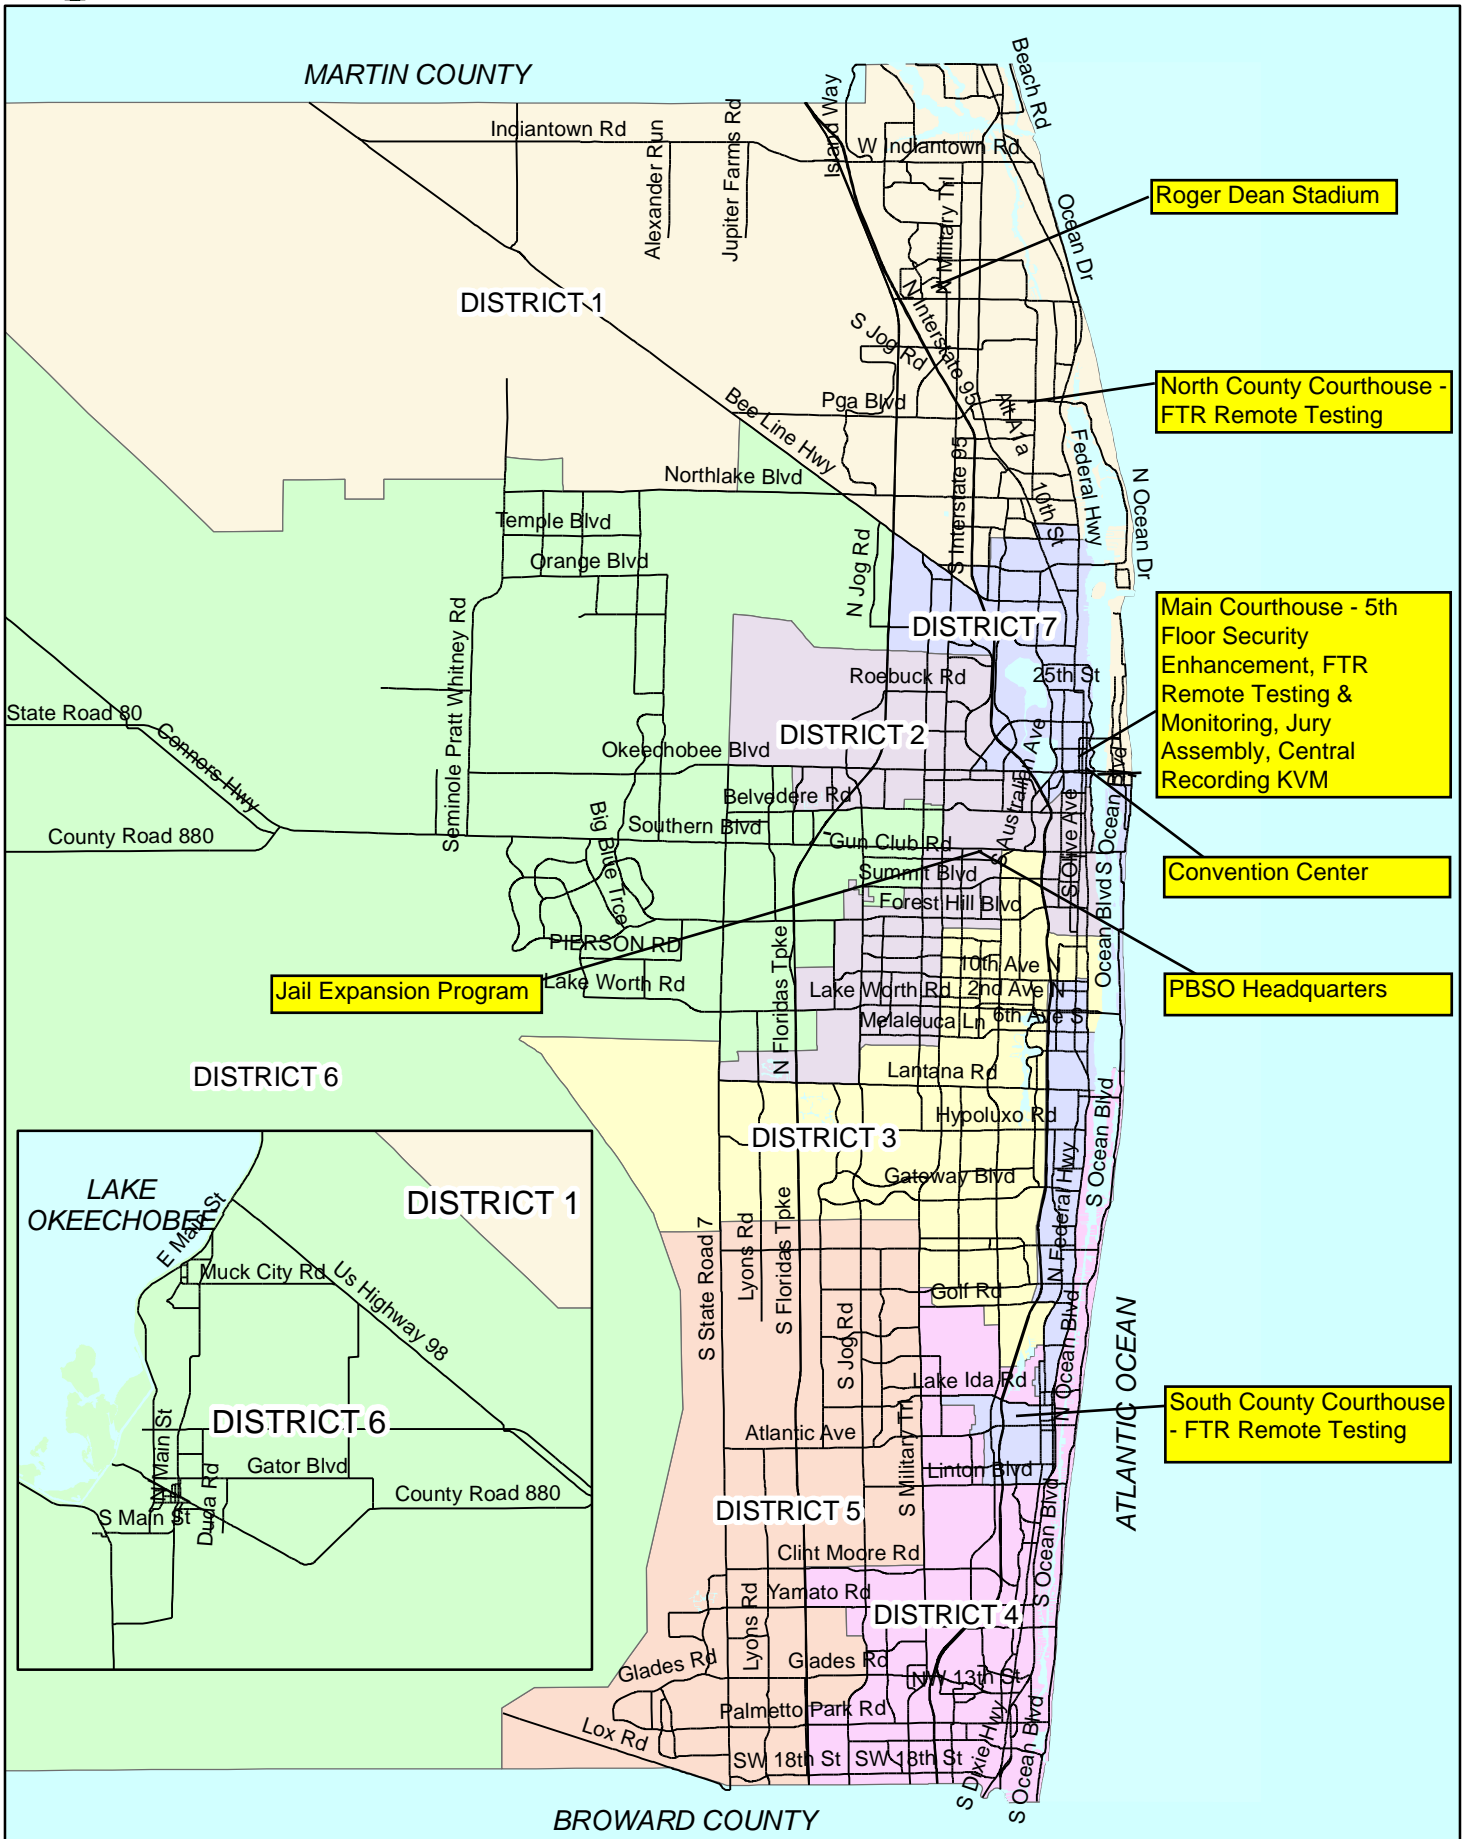 MARTIN COUNTY
Beach Rd
Island Way
Indiantown Rd
W Indiantown Rd
Alexander Run
Jupiter Farms Rd
N Military Trl
Roger Dean Stadium
Ocean Dr
DISTRICT 1
N Interstate 95
S Jog Rd
North County Courthouse -
FTR Remote Testing
Pga Blvd
Alt A1a
Bee Line Hwy
Federal Hwy
S Interstate 95
Northlake Blvd
N Ocean Dr
10th St
Temple Blvd
Orange Blvd
N Jog Rd
Seminole Pratt Whitney Rd
DISTRICT 7
Main Courthouse - 5th
Floor Security
Enhancement, FTR
Remote Testing &
Monitoring, Jury
Assembly, Central
Recording KVM
Roebuck Rd
25th St
State Road 80
Connors Hwy
DISTRICT 2
Okeechobee Blvd
S Australian Ave
S Ocean Blvd
Belvedere Rd
Big Blue Trce
Southern Blvd
S Olive Ave
County Road 880
Gun Club Rd
Summit Blvd
Convention Center
Forest Hill Blvd
Ocean Blvd
PIERSON RD
N Floridas Tpke
10th Ave N
Jail Expansion Program
Lake Worth Rd
Lake Worth Rd
2nd Ave N
PBSO Headquarters
Melaleuca Ln
6th Ave S
DISTRICT 6
Lantana Rd
S Ocean Blvd
Hypoluxo Rd
DISTRICT 3
Gateway Blvd
N Federal Hwy
S State Road 7
Lyons Rd
S Floridas Tpke
Golf Rd
S Jog Rd
N Ocean Blvd
ATLANTIC OCEAN
Lake Ida Rd
South County Courthouse
- FTR Remote Testing
Atlantic Ave
S Military Trl
Linton Blvd
DISTRICT 5
S Ocean Blvd
Clint Moore Rd
Yamato Rd
Lyons Rd
DISTRICT 4
Glades Rd
Glades Rd
NW 13th St
Palmetto Park Rd
Lox Rd
SW 18th St
SW 18th St
S Dixie Hwy
S Ocean Blvd
BROWARD COUNTY
LAKE
OKEECHOBEE
DISTRICT 1
E Main St
Muck City Rd
Us Highway 98
DISTRICT 6
N Main St
Gator Blvd
Duda Rd
County Road 880
S Main St